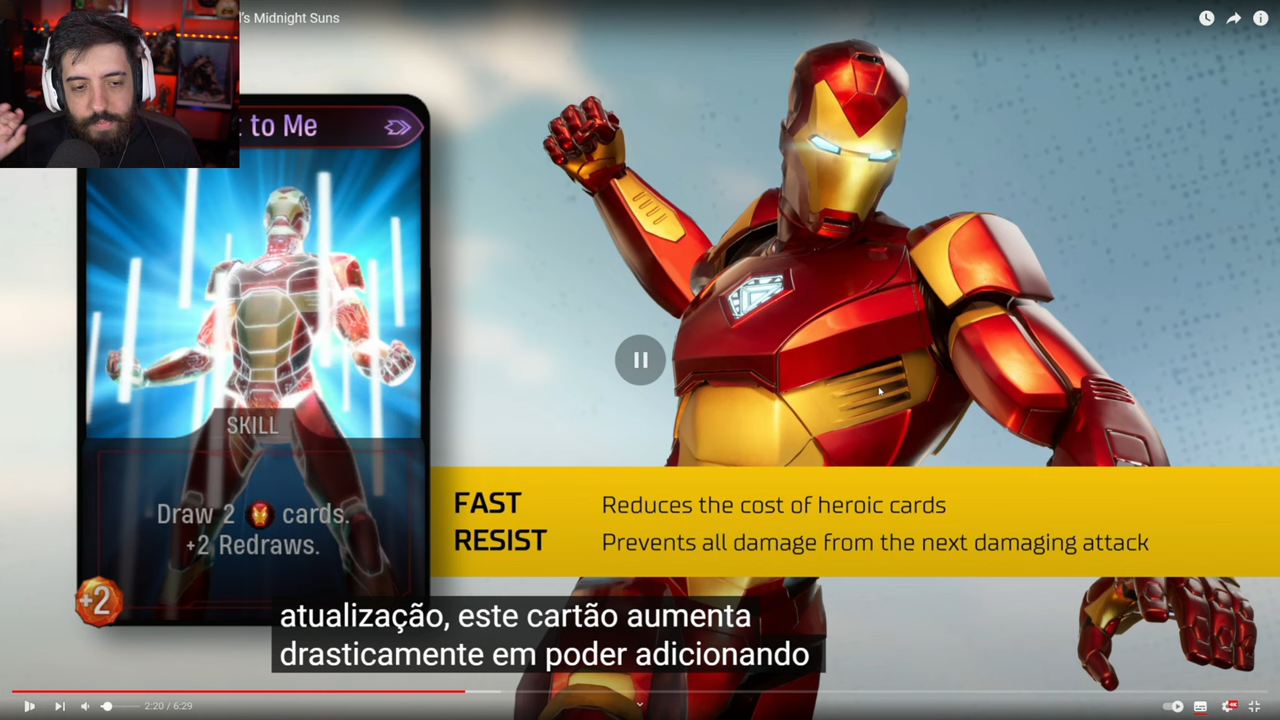 l's Midnight Suns
to Me
SKILL
Draw 2 cards.
+2 Redraws.
+2
FAST Reduces the cost of heroic cards
RESIST Prevents all damage from the next damaging attack
atualização, este cartão aumenta
drasticamente em poder adicionando
2:20 / 6:29